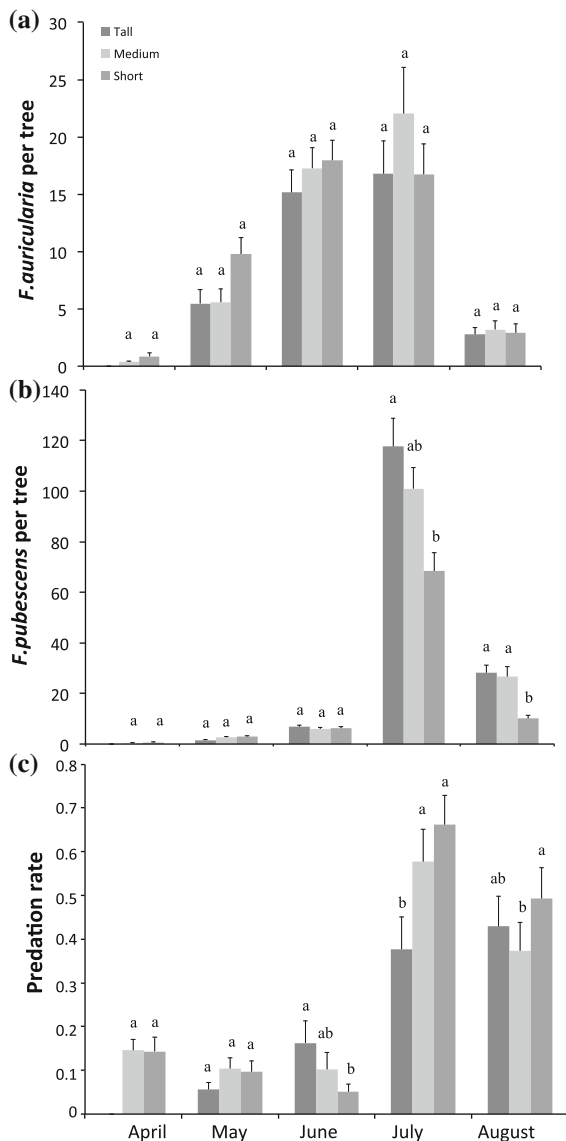 (a)
30
25
20
15
10
5
0
F.auricularia per tree
Tall
Medium
Short
a a
a a a
a a a
a a a
a a a
(b)
140
120
100
80
60
40
20
0
F.pubescens per tree
a a
a a a
a a a
a ab b
a a b
(c)
0.8
0.7
0.6
0.5
0.4
0.3
0.2
0.1
0
Predation rate
a a
a a a
a ab b
b a a
ab b a
April May June July August